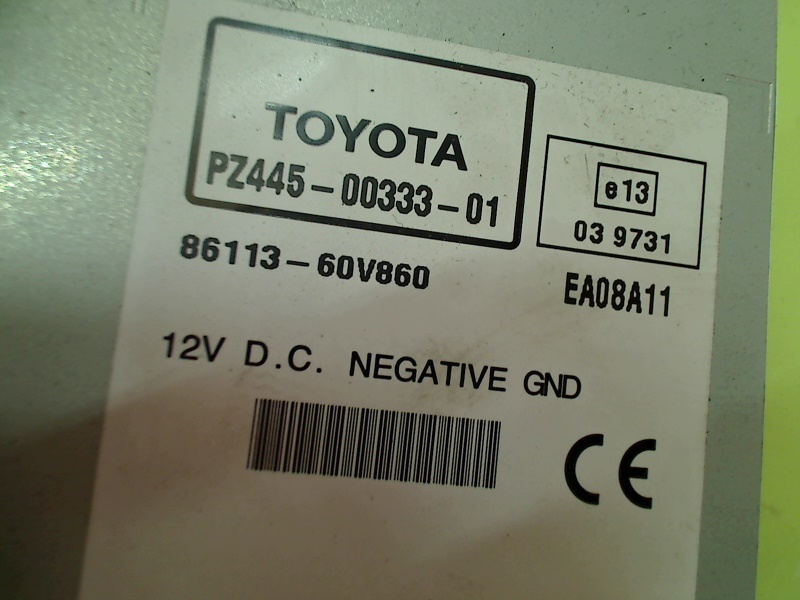 TOYOTA
PZ445-00333-01
e13
03 9731
86113-60V860
EA08A11
12V D.C. NEGATIVE GND
CE